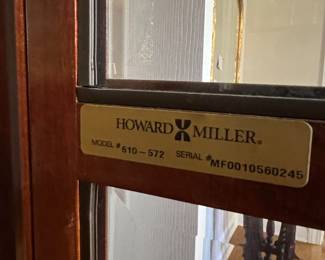 HOWARD MILLER®
MODEL # 610-572 SERIAL # MF0010560245